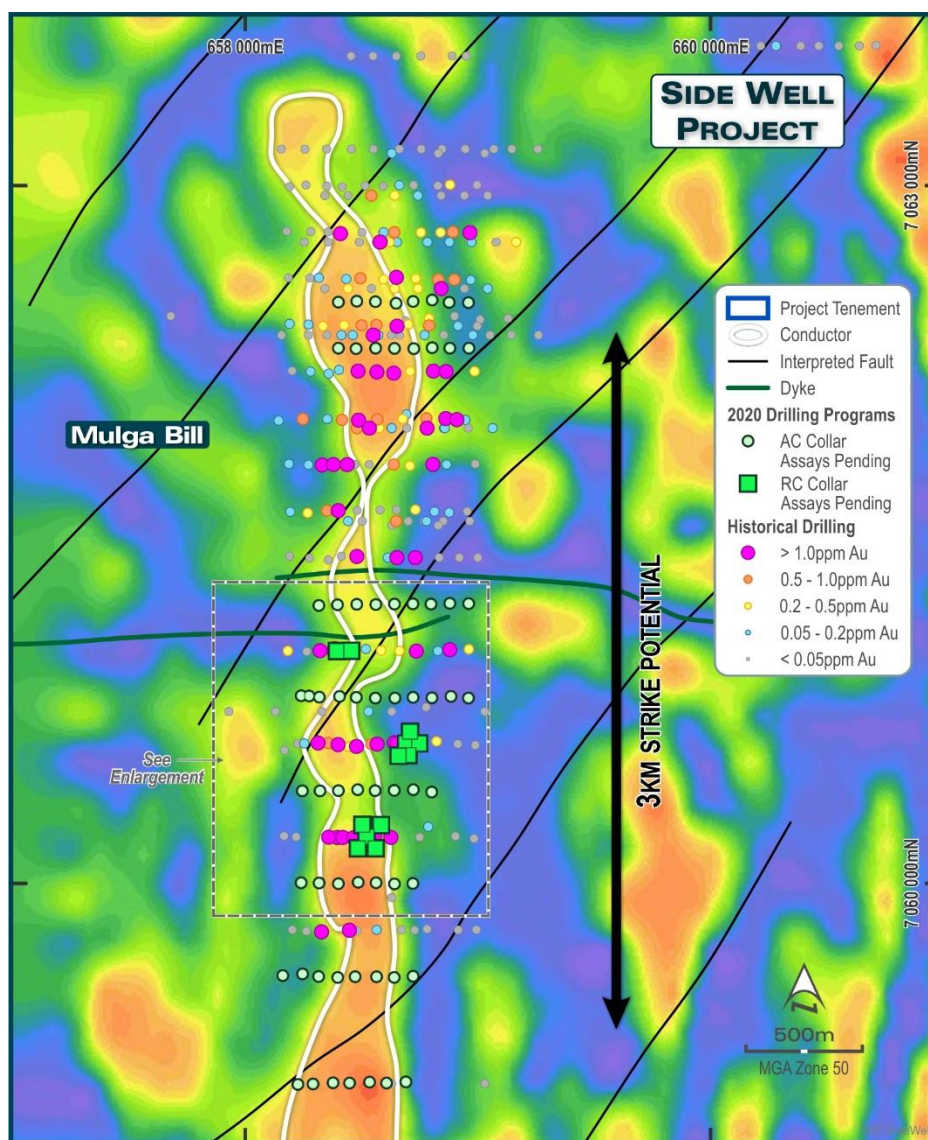 658 000mE
660 000mE
SIDE WELL
PROJECT
7 063 000mN
Project Tenement
Conductor
Interpreted Fault
Dyke
2020 Drilling Programs
AC Collar
Assays Pending
RC Collar
Assays Pending
Historical Drilling
> 1.0ppm Au
0.5 - 1.0ppm Au
0.2 - 0.5ppm Au
0.05 - 0.2ppm Au
< 0.05ppm Au
Mulga Bill
3KM STRIKE POTENTIAL
See
Enlargement
7 060 000mN
500m
MGA Zone 50